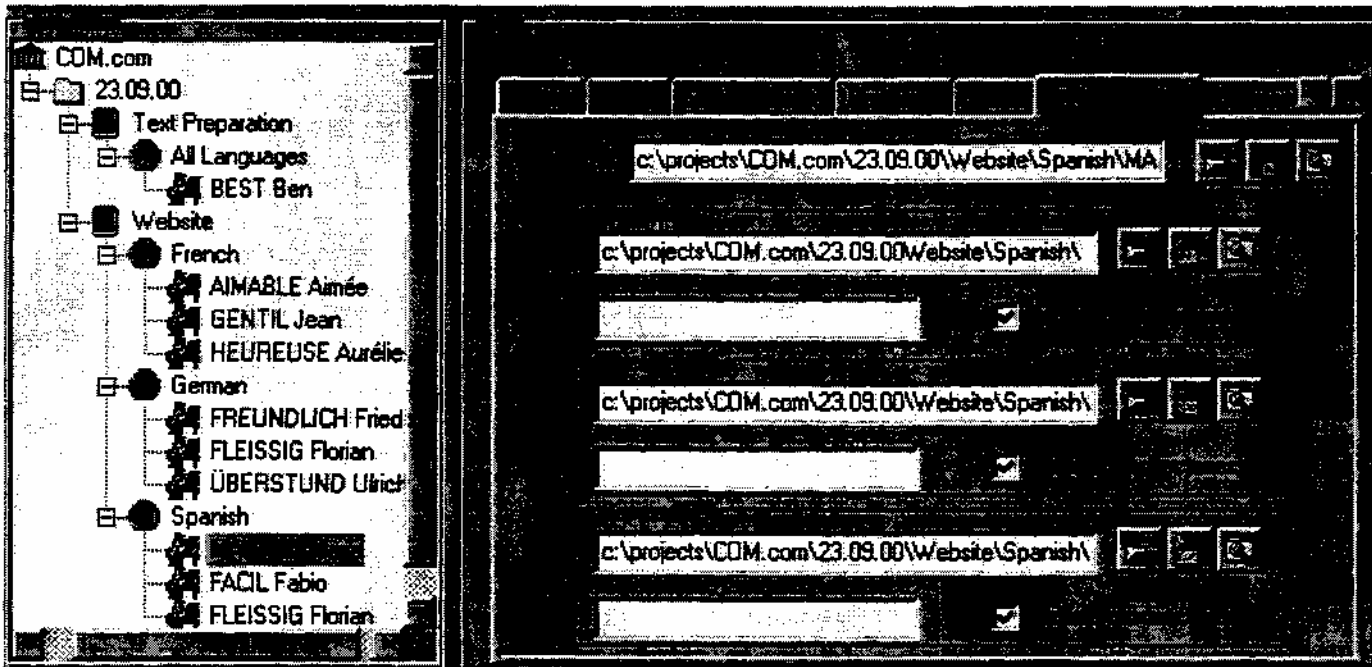 COM.com
23.09.00
Text Preparation
All Languages
BEST Ben
Website
French
AIMABLE Aimée
GENTIL Jean
HEUREUSE Aurélie
German
FREUNDLICH Fried
FLEISSIG Florian
ÜBERSTUND Ulrich
Spanish
FACIL Fabio
FLEISSIG Florian
c:\projects\COM.com\23.09.00\Website\Spanish\MA
c:\projects\COM.com\23.09.00Website\Spanish\
c:\projects\COM.com\23.09.00\Website\Spanish\
c:\projects\COM.com\23.09.00\Website\Spanish\